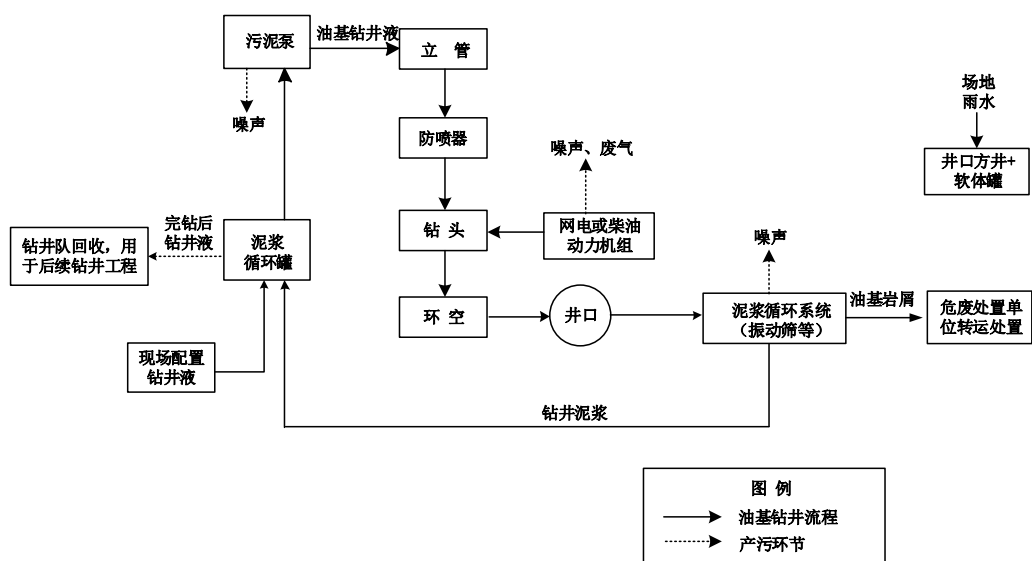 污泥泵
油基钻井液
立 管
噪声
防喷器
场地
雨水
井口方井+
软体罐
噪声、废气
钻井队回收，用
于后续钻井工程
完钻后
钻井液
泥浆
循环罐
钻 头
网电或柴油
动力机组
噪声
环 空
井口
泥浆循环系统
（振动筛等）
油基岩屑
危废处置单
位转运处置
现场配置
钻井液
钻井泥浆
图 例
油基钻井流程
产污环节